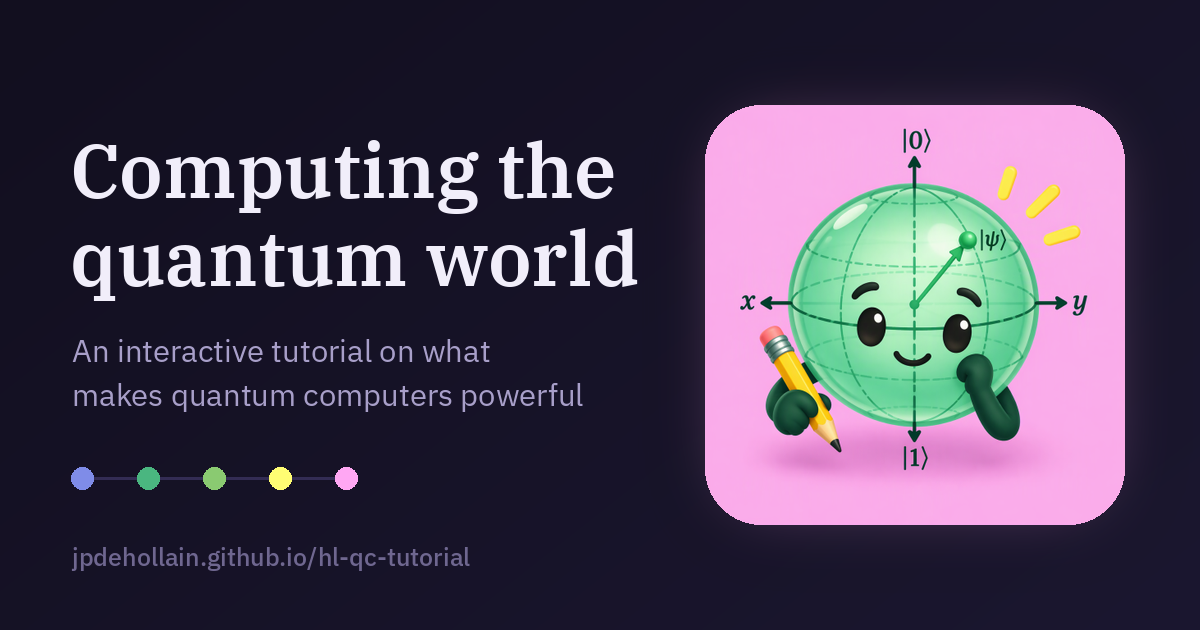 Computing the
quantum world
An interactive tutorial on what
makes quantum computers powerful
jpdehollain.github.io/hl-qc-tutorial
|0⟩
|ψ⟩
x
y
|1⟩